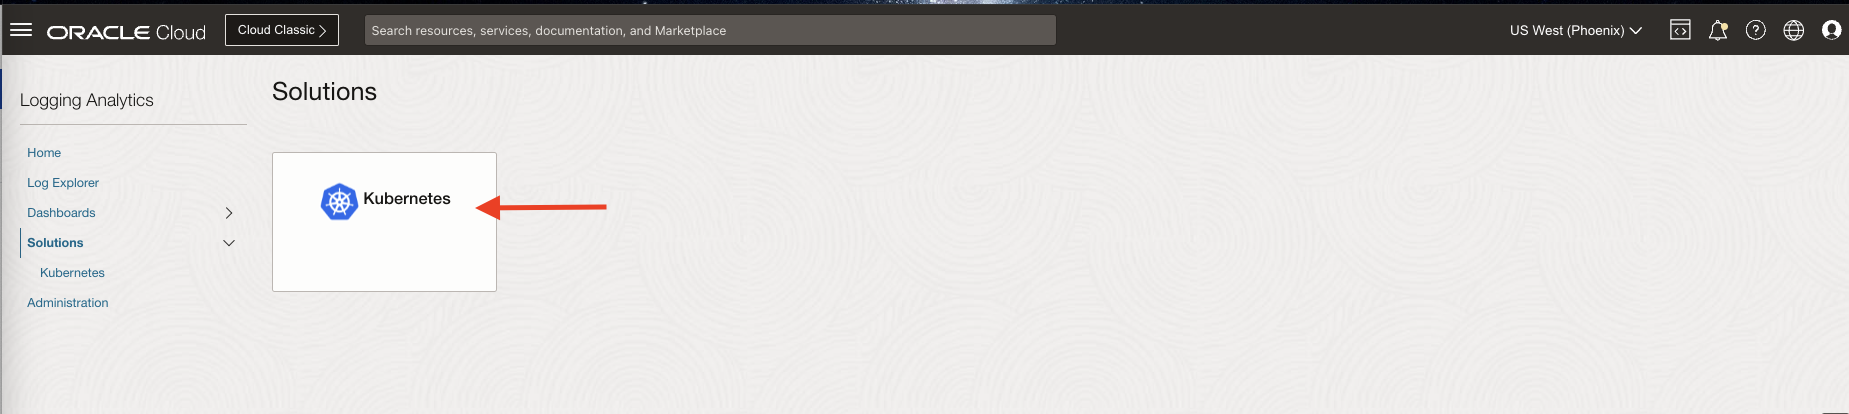 ORACLE Cloud
Cloud Classic
Search resources, services, documentation, and Marketplace
US West (Phoenix)
Logging Analytics
Home
Log Explorer
Dashboards
Solutions
Kubernetes
Administration
Solutions
Kubernetes